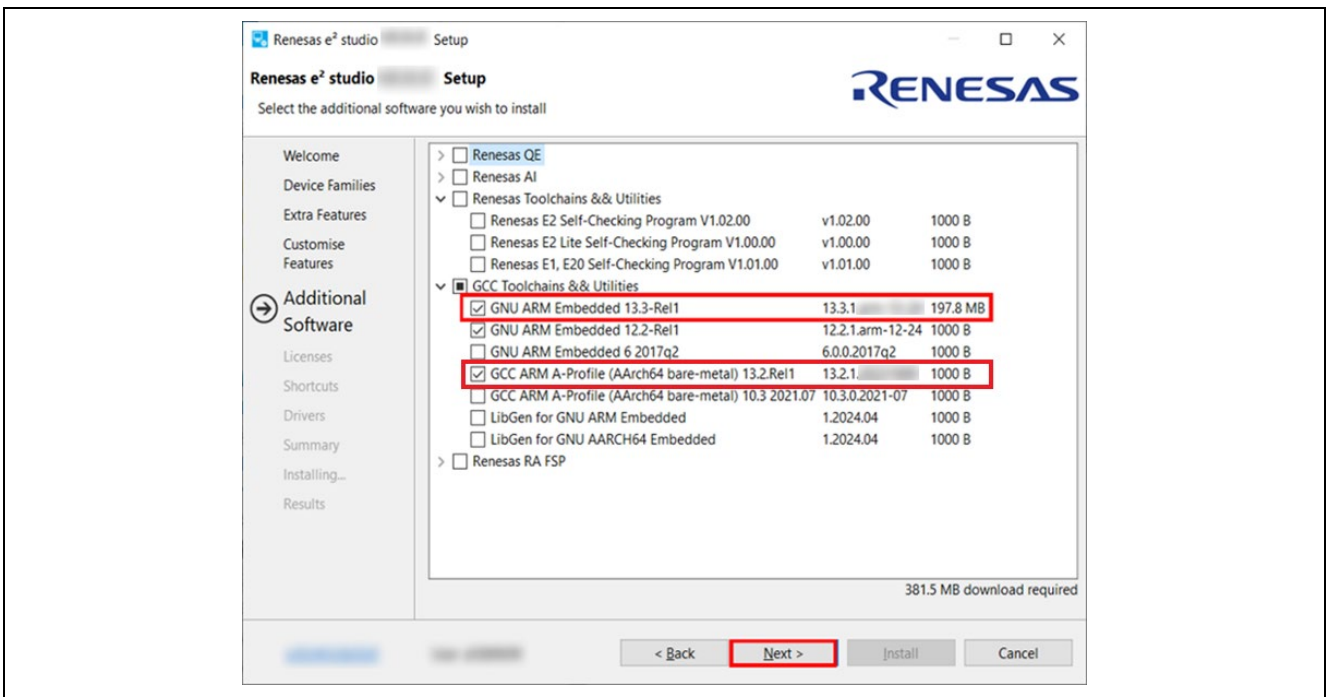 Renesas e² studio Setup
Renesas e² studio Setup
RENESAS
Select the additional software you wish to install
Welcome
Device Families
Extra Features
Customise
Features
Additional
Software
Licenses
Shortcuts
Drivers
Summary
Installing...
Results
Renesas QE
Renesas AI
Renesas Toolchains && Utilities
Renesas E2 Self-Checking Program V1.02.00 v1.02.00 1000 B
Renesas E2 Lite Self-Checking Program V1.00.00 v1.00.00 1000 B
Renesas E1, E20 Self-Checking Program V1.01.00 v1.01.00 1000 B
GCC Toolchains && Utilities
GNU ARM Embedded 13.3-Rel1 13.3.1 197.8 MB
GNU ARM Embedded 12.2-Rel1 12.2.1.arm-12-24 1000 B
GNU ARM Embedded 6 2017q2 6.0.0.2017q2 1000 B
GCC ARM A-Profile (AArch64 bare-metal) 13.2.Rel1 13.2.1. 1000 B
GCC ARM A-Profile (AArch64 bare-metal) 10.3 2021.07 10.3.0.2021-07 1000 B
LibGen for GNU ARM Embedded 1.2024.04 1000 B
LibGen for GNU AARCH64 Embedded 1.2024.04 1000 B
Renesas RA FSP
381.5 MB download required
< Back Next > Install Cancel